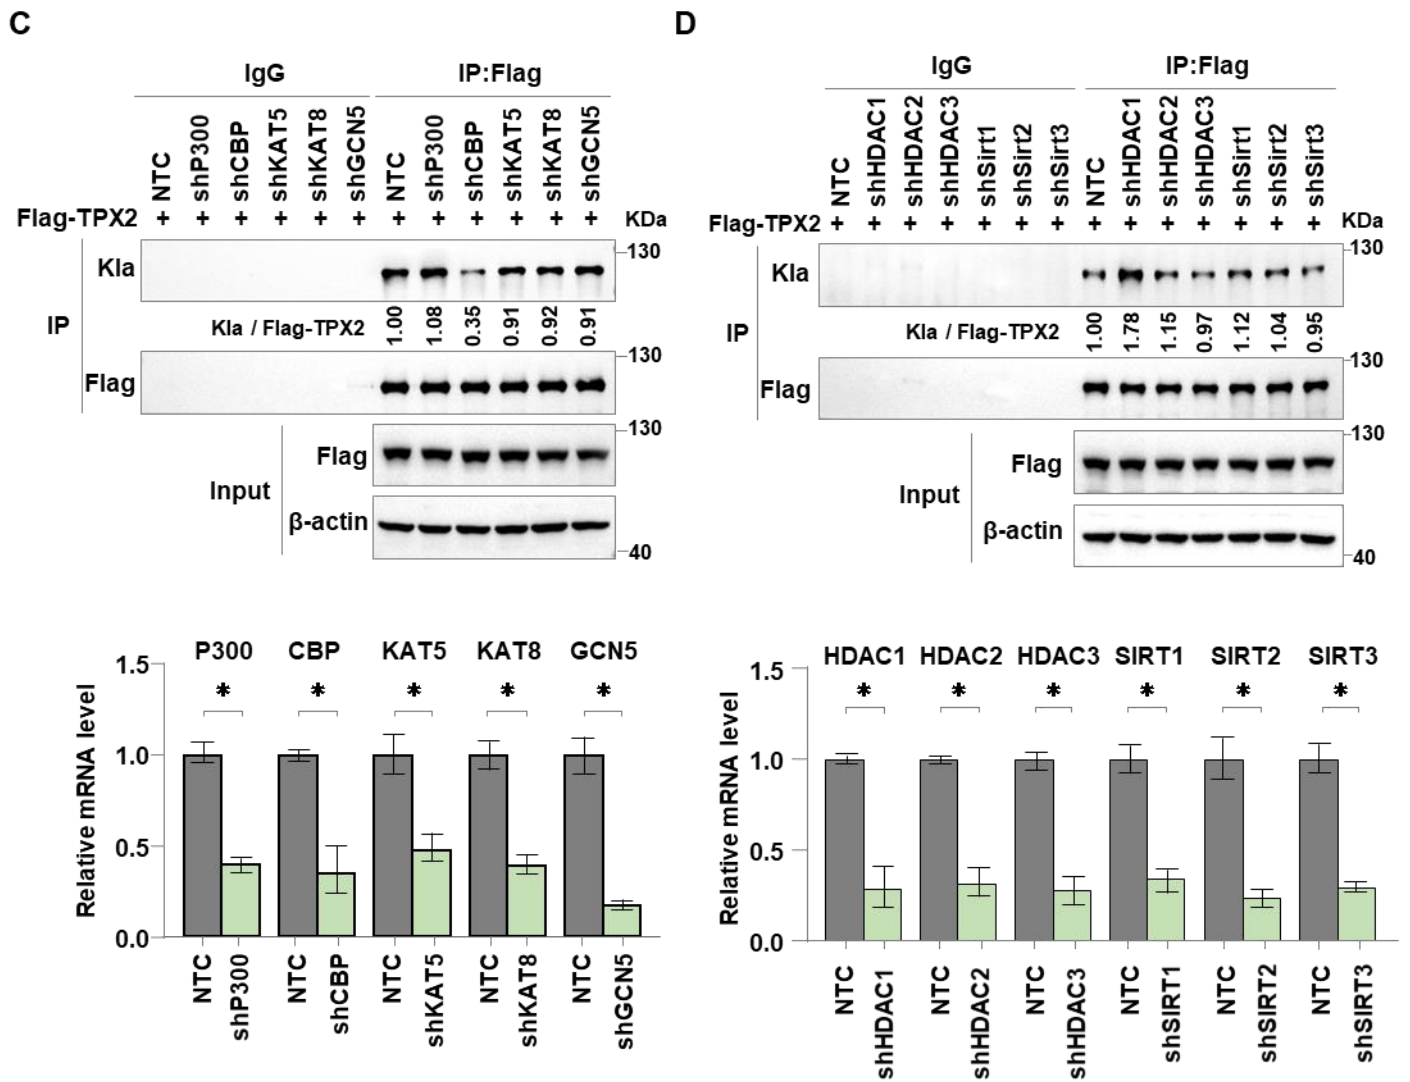 C
IgG
IP:Flag
NTC
shP300
shCBP
shKAT5
shKAT8
shGCN5
NTC
shP300
shCBP
shKAT5
shKAT8
shGCN5
Flag-TPX2 + + + + + + + + + + + + KDa
130
Kla
IP
Kla / Flag-TPX2 1.00 1.08 0.35 0.91 0.92 0.91
130
Flag
130
Flag
Input
β-actin
40
P300 CBP KAT5 KAT8 GCN5
* * * * *
Relative mRNA level
1.5
1.0
0.5
0.0
NTC
shP300
NTC
shCBP
NTC
shKAT5
NTC
shKAT8
NTC
shGCN5
D
IgG
IP:Flag
NTC
shHDAC1
shHDAC2
shHDAC3
shSirt1
shSirt2
shSirt3
NTC
shHDAC1
shHDAC2
shHDAC3
shSirt1
shSirt2
shSirt3
Flag-TPX2 + + + + + + + + + + + + + + KDa
130
Kla
IP
Kla / Flag-TPX2 1.00 1.78 1.15 0.97 1.12 1.04 0.95
130
Flag
130
Flag
Input
β-actin
40
HDAC1 HDAC2 HDAC3 SIRT1 SIRT2 SIRT3
* * * * * *
Relative mRNA level
1.5
1.0
0.5
0.0
NTC
shHDAC1
NTC
shHDAC2
NTC
shHDAC3
NTC
shSIRT1
NTC
shSIRT2
NTC
shSIRT3